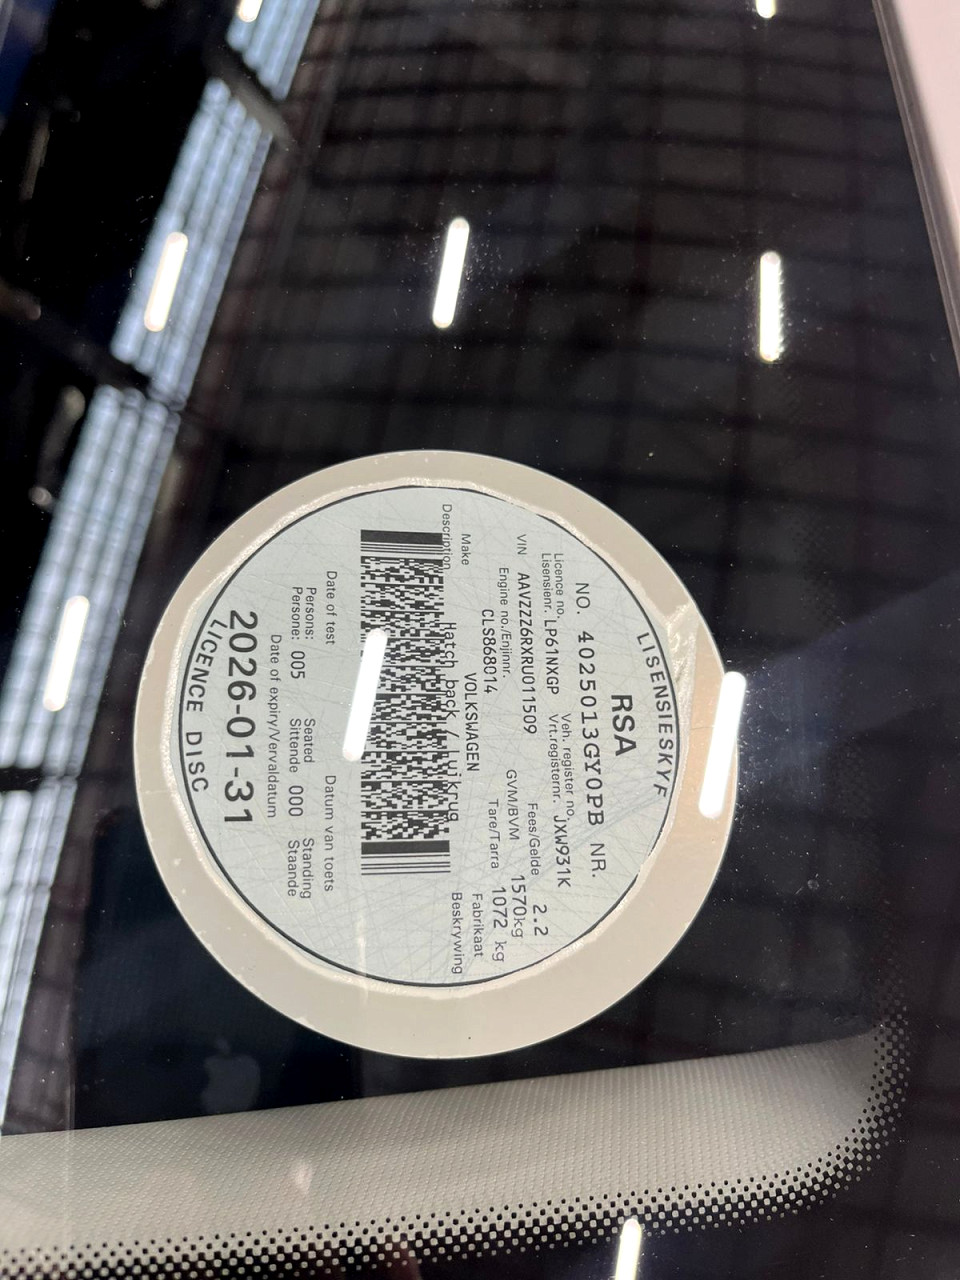 LISENSIESKYF
RSA
NO. 4025013GY0PB NR.
Licence no. Veh. register no.
Lisensienr. LP61NXGP Vrt.registernr. JXW931K
VIN AAVZZZ6RXRU011509 Fees/Gelde 2.2
Engine no./Enjinnr. GVM/BVM 1570kg
CLS868014 Tare/Tarra 1072 kg
Make VOLKSWAGEN Fabrikaat
Description Hatch back / Luikrug Beskrywing
Date of test Datum van toets
Persons: Seated Standing
Persone: 005 Sittende 000 Staande
Date of expiry/Vervaldatum
2026-01-31
LICENCE DISC